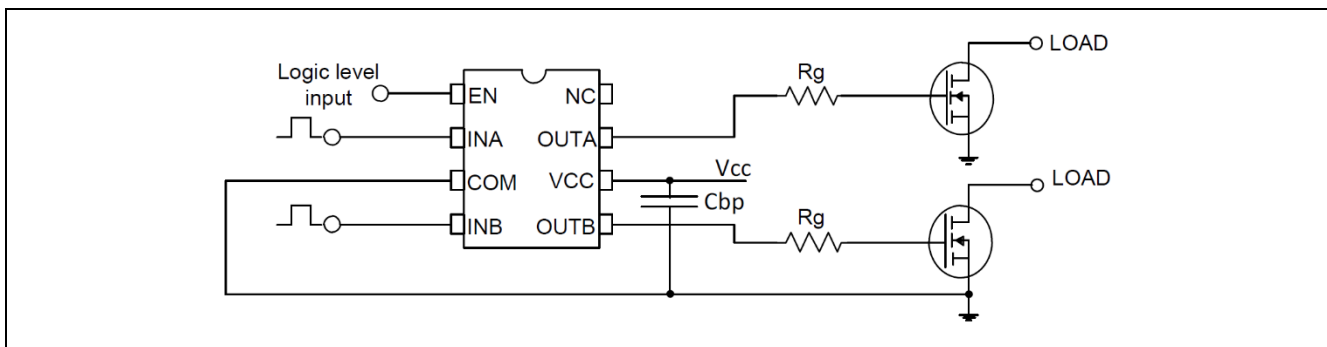 LOAD
Logic level
input
EN
NC
Rg
INA
OUTA
COM
VCC
Vcc
Cbp
LOAD
INB
OUTB
Rg